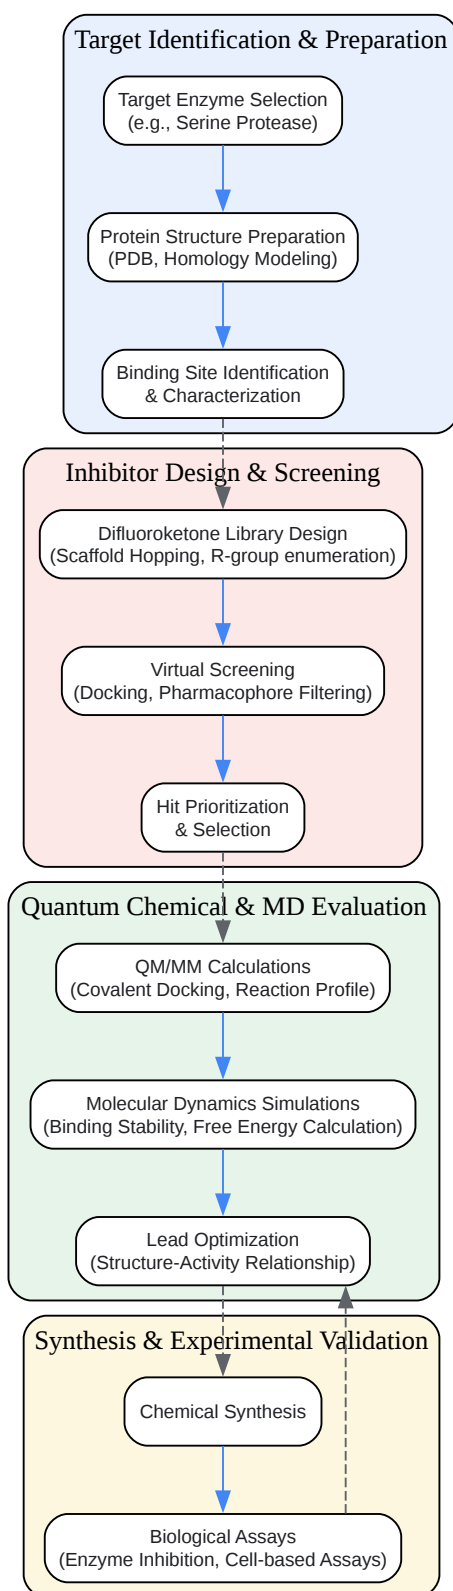 Target Identification & Preparation
Target Enzyme Selection
(e.g., Serine Protease)
Protein Structure Preparation
(PDB, Homology Modeling)
Binding Site Identification
& Characterization
Inhibitor Design & Screening
Difluoroketone Library Design
(Scaffold Hopping, R-group enumeration)
Virtual Screening
(Docking, Pharmacophore Filtering)
Hit Prioritization
& Selection
Quantum Chemical & MD Evaluation
QM/MM Calculations
(Covalent Docking, Reaction Profile)
Molecular Dynamics Simulations
(Binding Stability, Free Energy Calculation)
Lead Optimization
(Structure-Activity Relationship)
Synthesis & Experimental Validation
Chemical Synthesis
Biological Assays
(Enzyme Inhibition, Cell-based Assays)